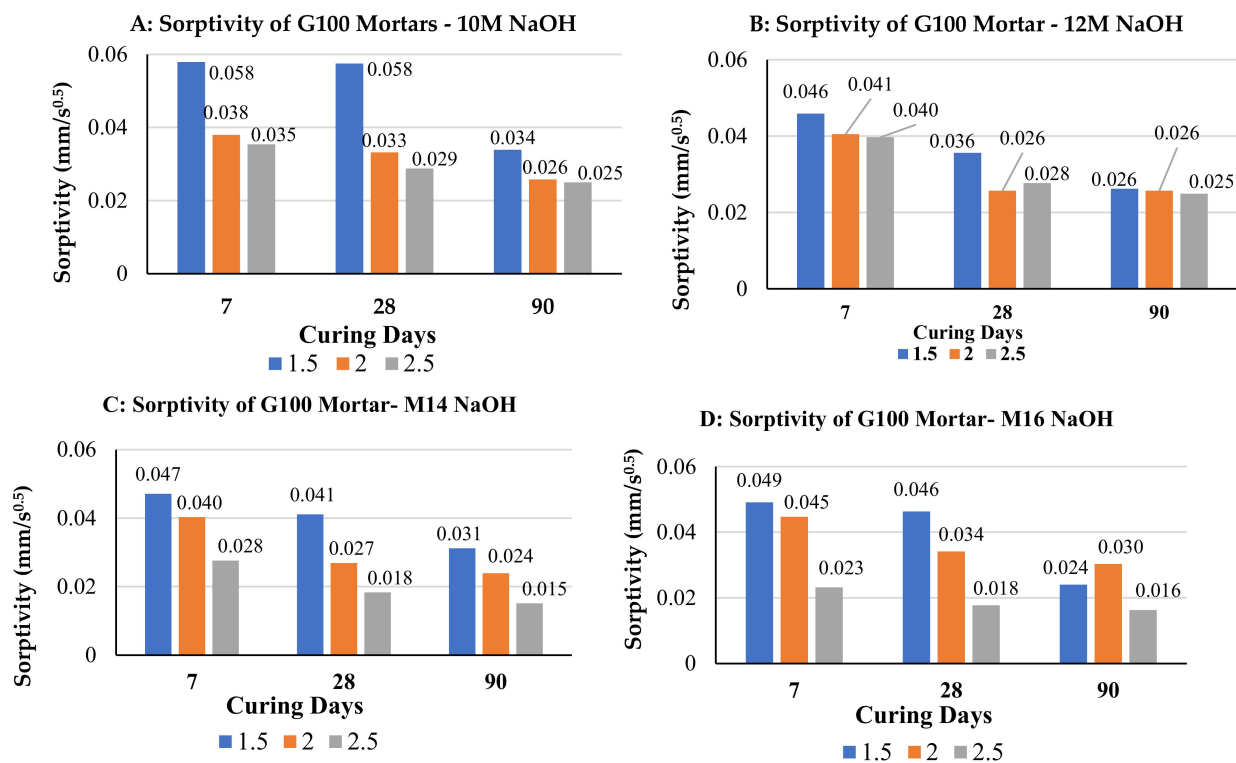 A: Sorptivity of G100 Mortars - 10M NaOH
Sorptivity (mm/s0.5)
0.06
0.04
0.02
0
0.058
0.038
0.035
0.058
0.033
0.029
0.034
0.026
0.025
7 28 90
Curing Days
1.5 2 2.5
B: Sorptivity of G100 Mortar - 12M NaOH
Sorptivity (mm/s0.5)
0.06
0.04
0.02
0
0.046
0.041
0.040
0.036
0.026
0.028
0.026
0.026
0.025
7 28 90
Curing Days
1.5 2 2.5
C: Sorptivity of G100 Mortar- M14 NaOH
Sorptivity (mm/s0.5)
0.06
0.04
0.02
0
0.047
0.040
0.028
0.041
0.027
0.018
0.031
0.024
0.015
7 28 90
Curing Days
1.5 2 2.5
D: Sorptivity of G100 Mortar- M16 NaOH
Sorptivity (mm/s0.5)
0.06
0.04
0.02
0
0.049
0.045
0.023
0.046
0.034
0.018
0.024
0.030
0.016
7 28 90
Curing Days
1.5 2 2.5